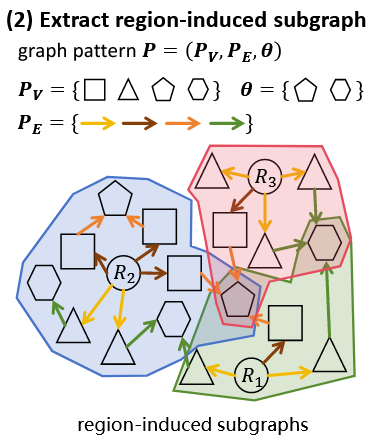 (2) Extract region-induced subgraph
graph pattern P = (P_V, P_E, θ)
P_V = {□ △ ⬠ ⬡} θ = {⬠ ⬡}
P_E = {→ → → →}
R_3
R_2
R_1
region-induced subgraphs